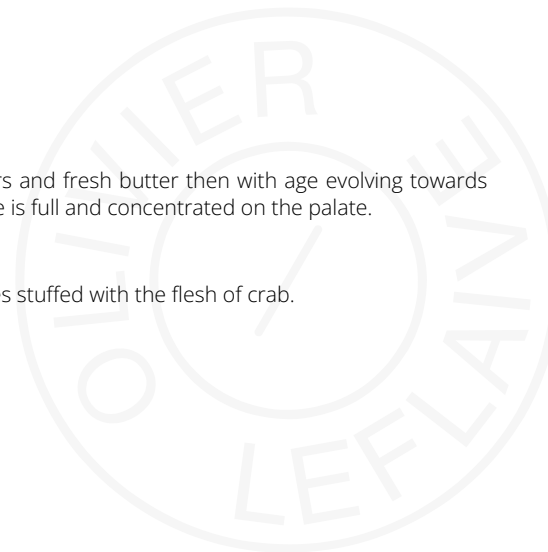 OLIVIER
LEFLAIVE
rs and fresh butter then with age evolving towards
e is full and concentrated on the palate.
es stuffed with the flesh of crab.